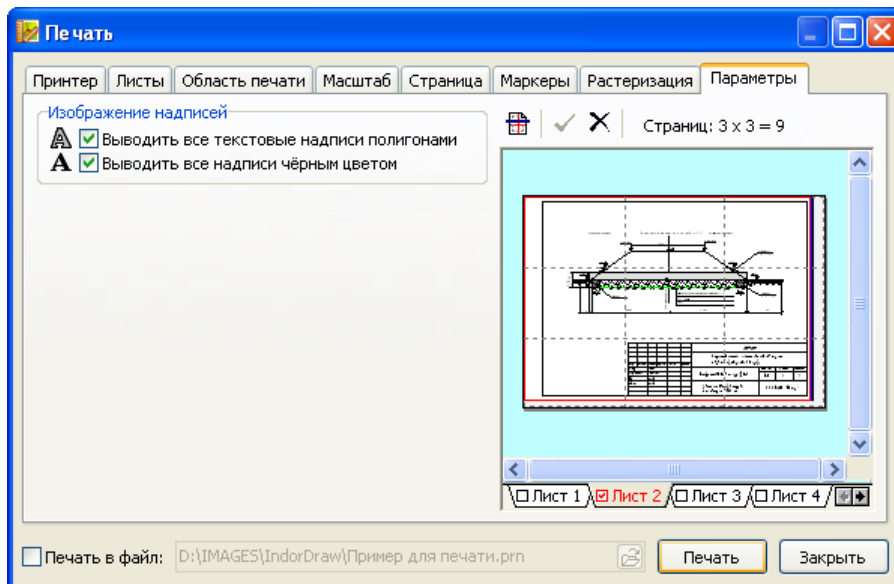 Печать
Принтер Листы Область печати Масштаб Страница Маркеры Растеризация Параметры
Изображение надписей
Выводить все текстовые надписи полигонами
Выводить все надписи чёрным цветом
Страниц: 3 x 3 = 9
Лист 1 Лист 2 Лист 3 Лист 4
Печать в файл: D:\IMAGES\IndorDraw\Пример для печати.prn Печать Закрыть